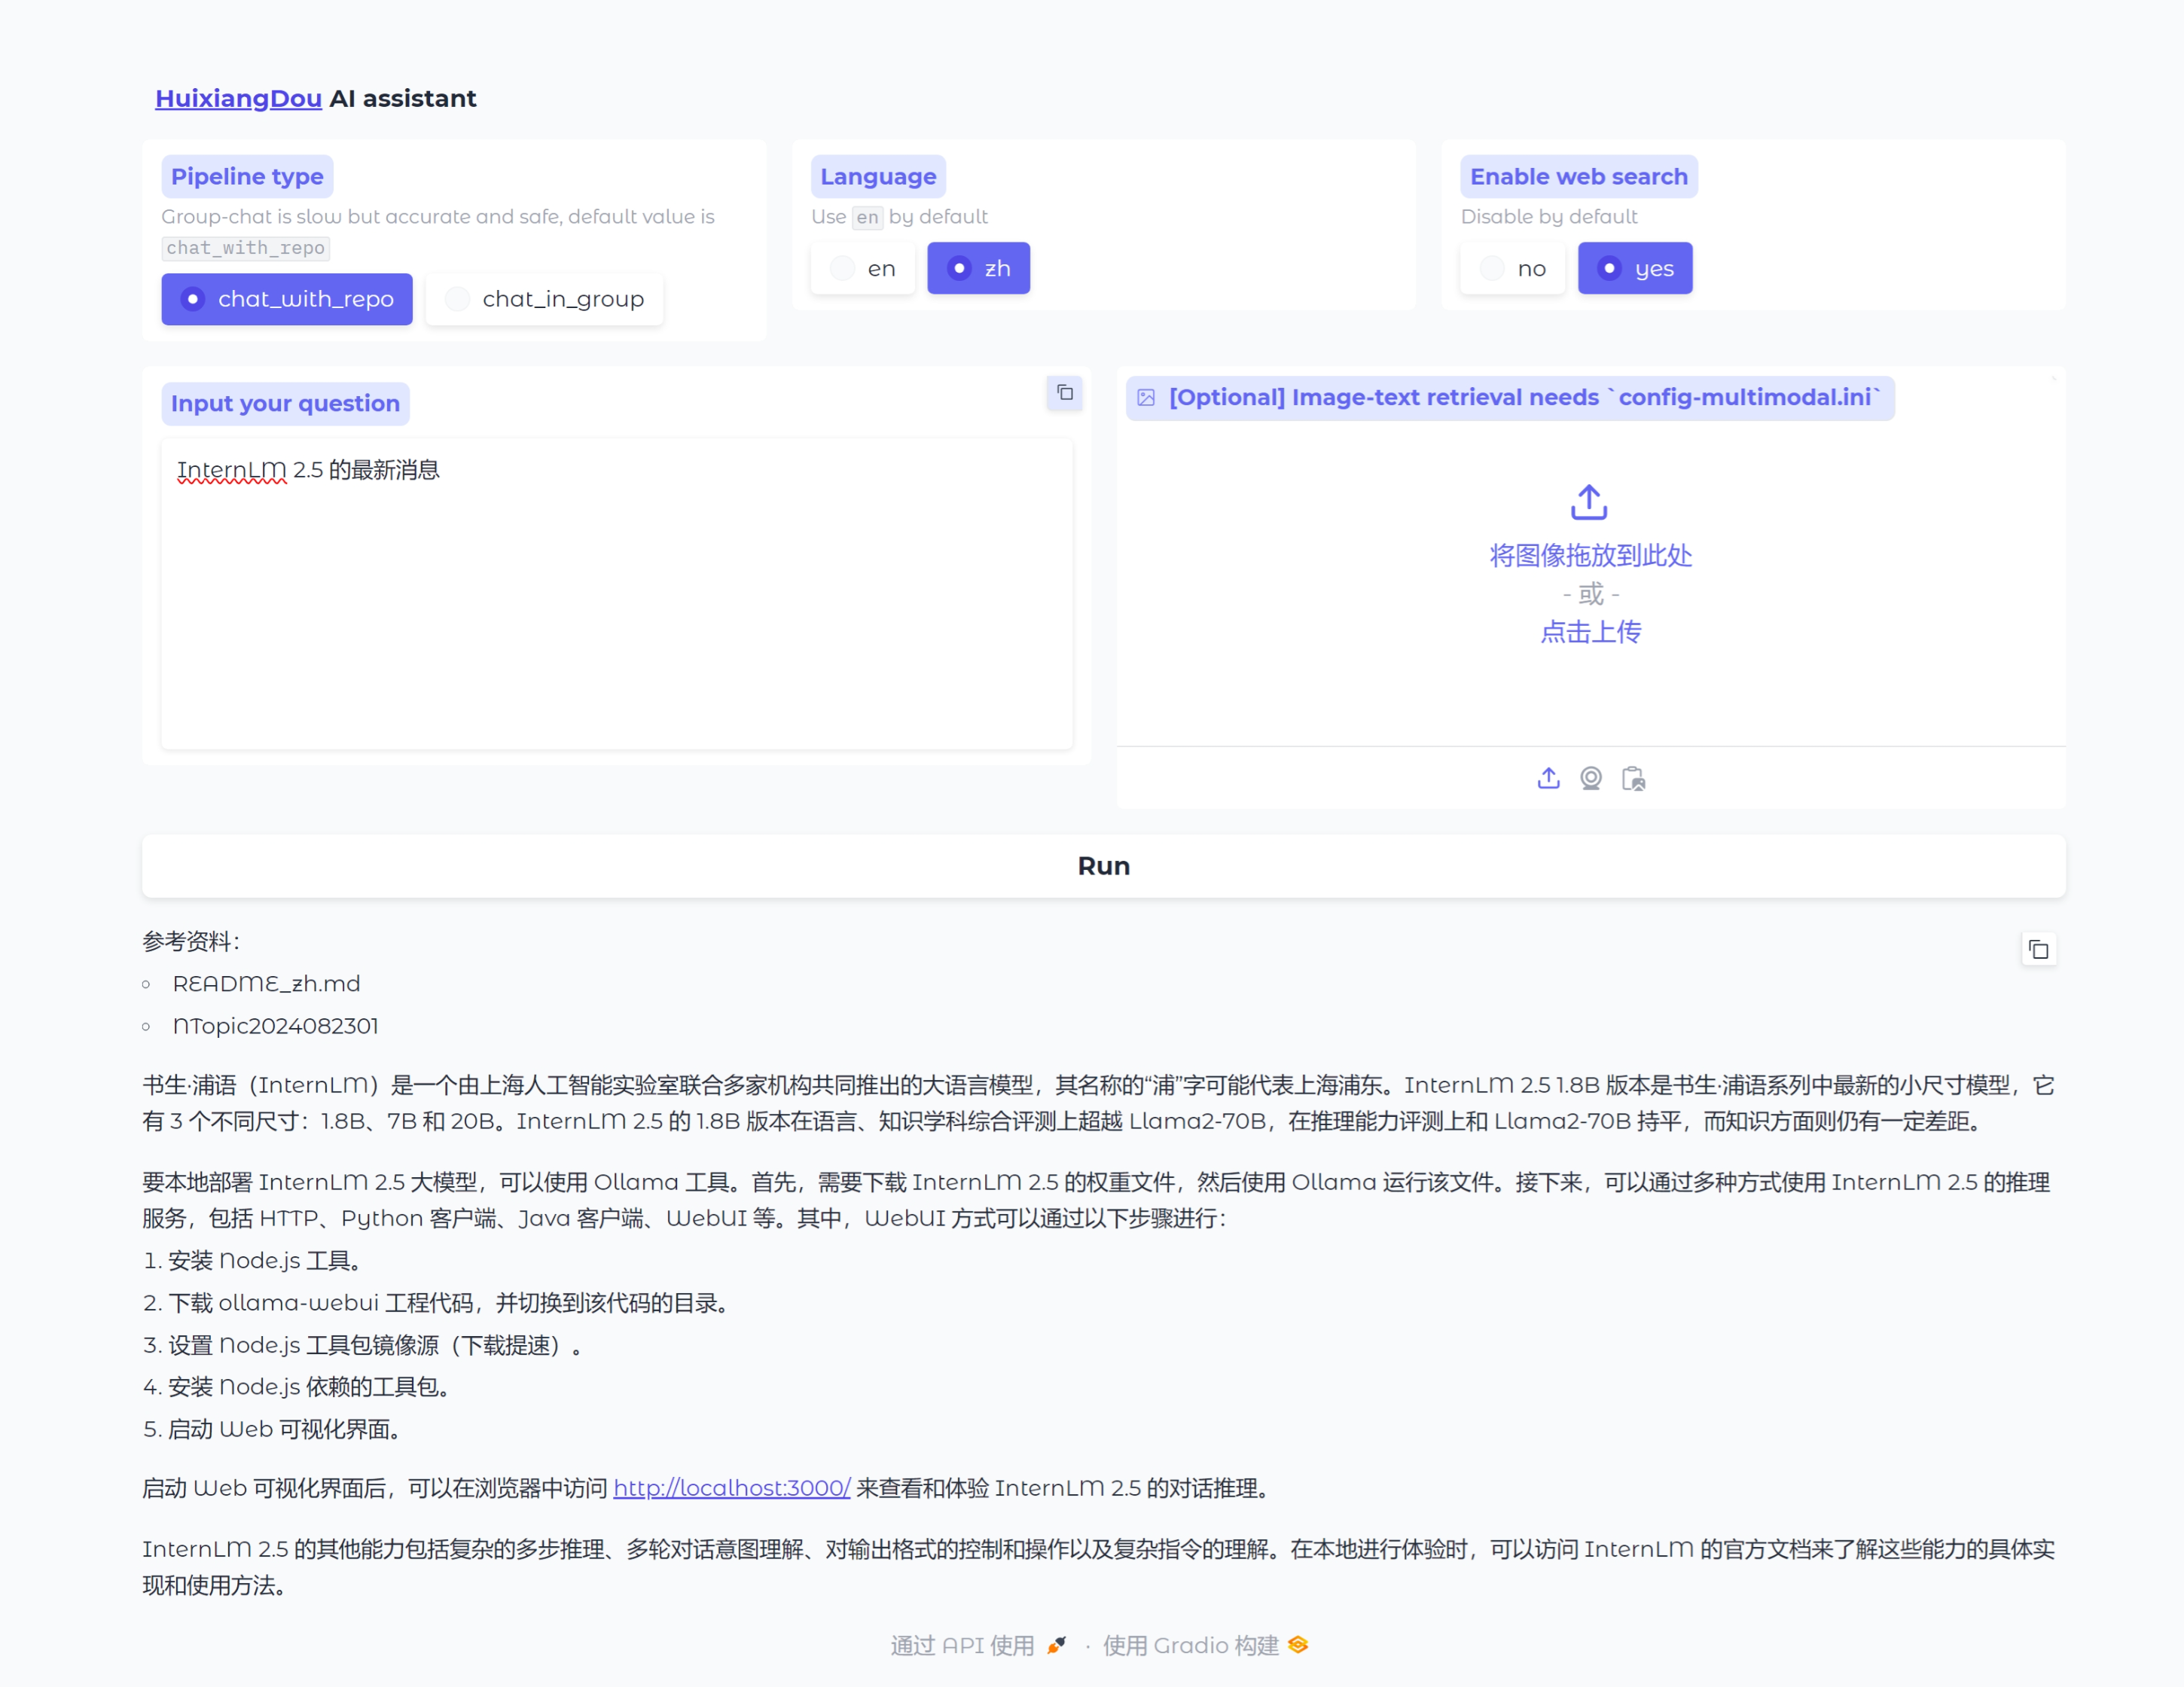 HuixiangDou AI assistant
Pipeline type
Group-chat is slow but accurate and safe, default value is
chat_with_repo
chat_with_repo
chat_in_group
Language
Use en by default
en
zh
Enable web search
Disable by default
no
yes
Input your question
InternLM 2.5 的最新消息
[Optional] Image-text retrieval needs `config-multimodal.ini`
将图像拖放到此处
- 或 -
点击上传
Run
参考资料：
README_zh.md
NTopic2024082301
书生·浦语（InternLM）是一个由上海人工智能实验室联合多家机构共同推出的大语言模型，其名称的“浦”字可能代表上海浦东。InternLM 2.5 1.8B 版本是书生·浦语系列中最新的小尺寸模型，它
有 3 个不同尺寸：1.8B、7B 和 20B。InternLM 2.5 的 1.8B 版本在语言、知识学科综合评测上超越 Llama2-70B，在推理能力评测上和 Llama2-70B 持平，而知识方面则仍有一定差距。
要本地部署 InternLM 2.5 大模型，可以使用 Ollama 工具。首先，需要下载 InternLM 2.5 的权重文件，然后使用 Ollama 运行该文件。接下来，可以通过多种方式使用 InternLM 2.5 的推理
服务，包括 HTTP、Python 客户端、Java 客户端、WebUI 等。其中，WebUI 方式可以通过以下步骤进行：
1. 安装 Node.js 工具。
2. 下载 ollama-webui 工程代码，并切换到该代码的目录。
3. 设置 Node.js 工具包镜像源（下载提速）。
4. 安装 Node.js 依赖的工具包。
5. 启动 Web 可视化界面。
启动 Web 可视化界面后，可以在浏览器中访问 http://localhost:3000/ 来查看和体验 InternLM 2.5 的对话推理。
InternLM 2.5 的其他能力包括复杂的多步推理、多轮对话意图理解、对输出格式的控制和操作以及复杂指令的理解。在本地进行体验时，可以访问 InternLM 的官方文档来了解这些能力的具体实
现和使用方法。
通过 API 使用 · 使用 Gradio 构建